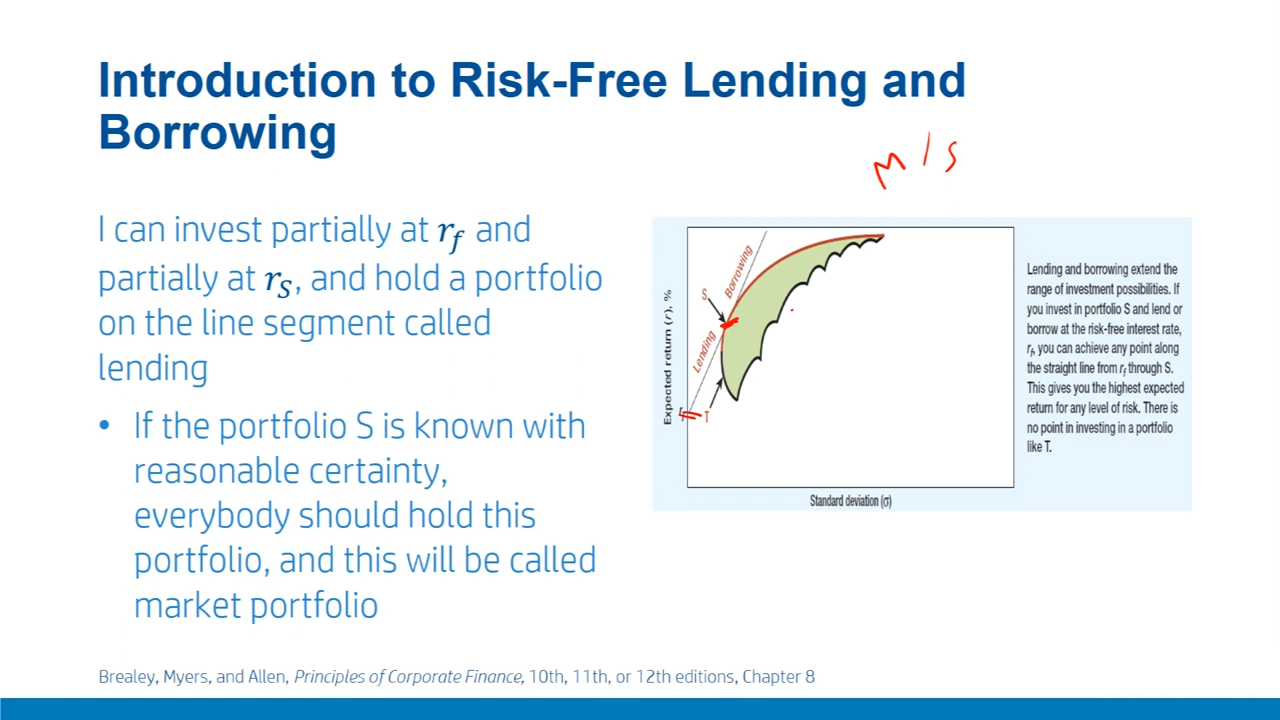 Introduction to Risk-Free Lending and
Borrowing
M / S
I can invest partially at r_f and
partially at r_S, and hold a portfolio
on the line segment called
lending
• If the portfolio S is known with
reasonable certainty,
everybody should hold this
portfolio, and this will be called
market portfolio
Expected return (r), %
Borrowing
S
Lending
T
Standard deviation (σ)
Lending and borrowing extend the
range of investment possibilities. If
you invest in portfolio S and lend or
borrow at the risk-free interest rate,
r_f, you can achieve any point along
the straight line from r_f through S.
This gives you the highest expected
return for any level of risk. There is
no point in investing in a portfolio
like T.
Brealey, Myers, and Allen, Principles of Corporate Finance, 10th, 11th, or 12th editions, Chapter 8